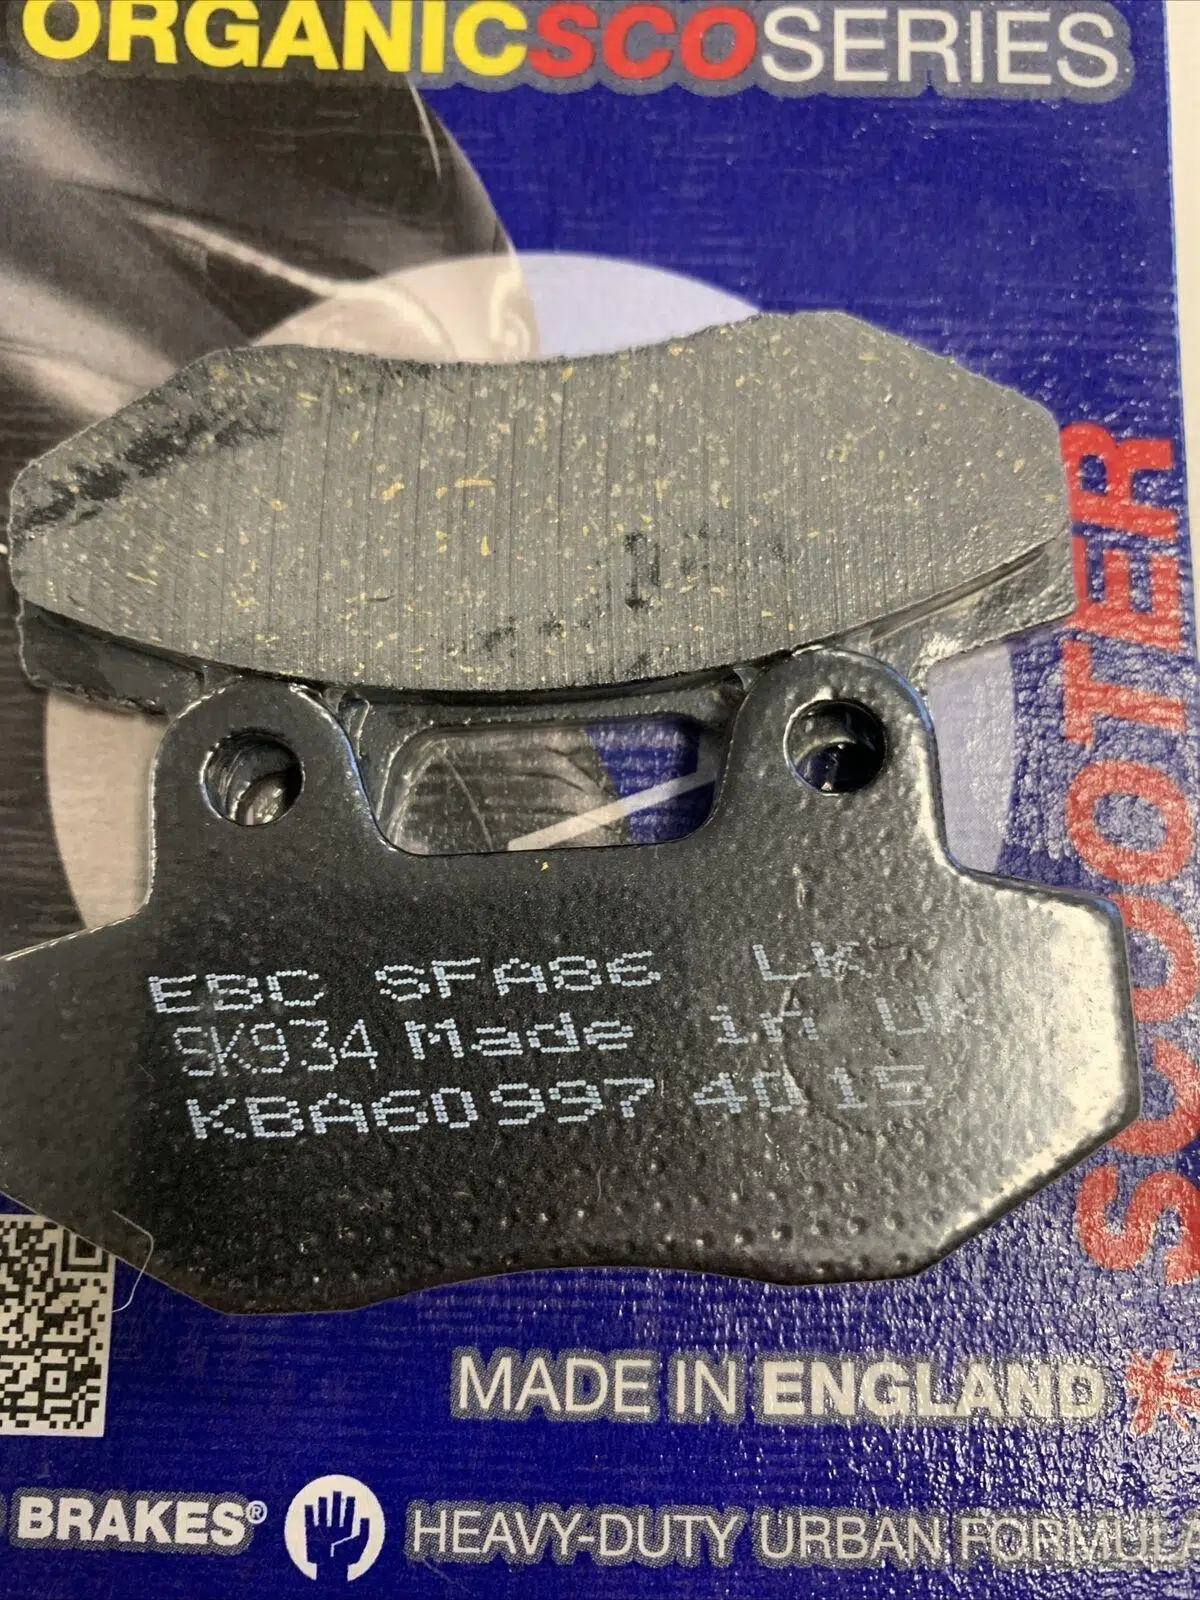 ORGANICSCOSERIES
SCOOTER
EBC SFA86 LK
SK934 Made in UK
KBA60997 4015
MADE IN ENGLAND
BRAKES® HEAVY-DUTY URBAN FORMULA